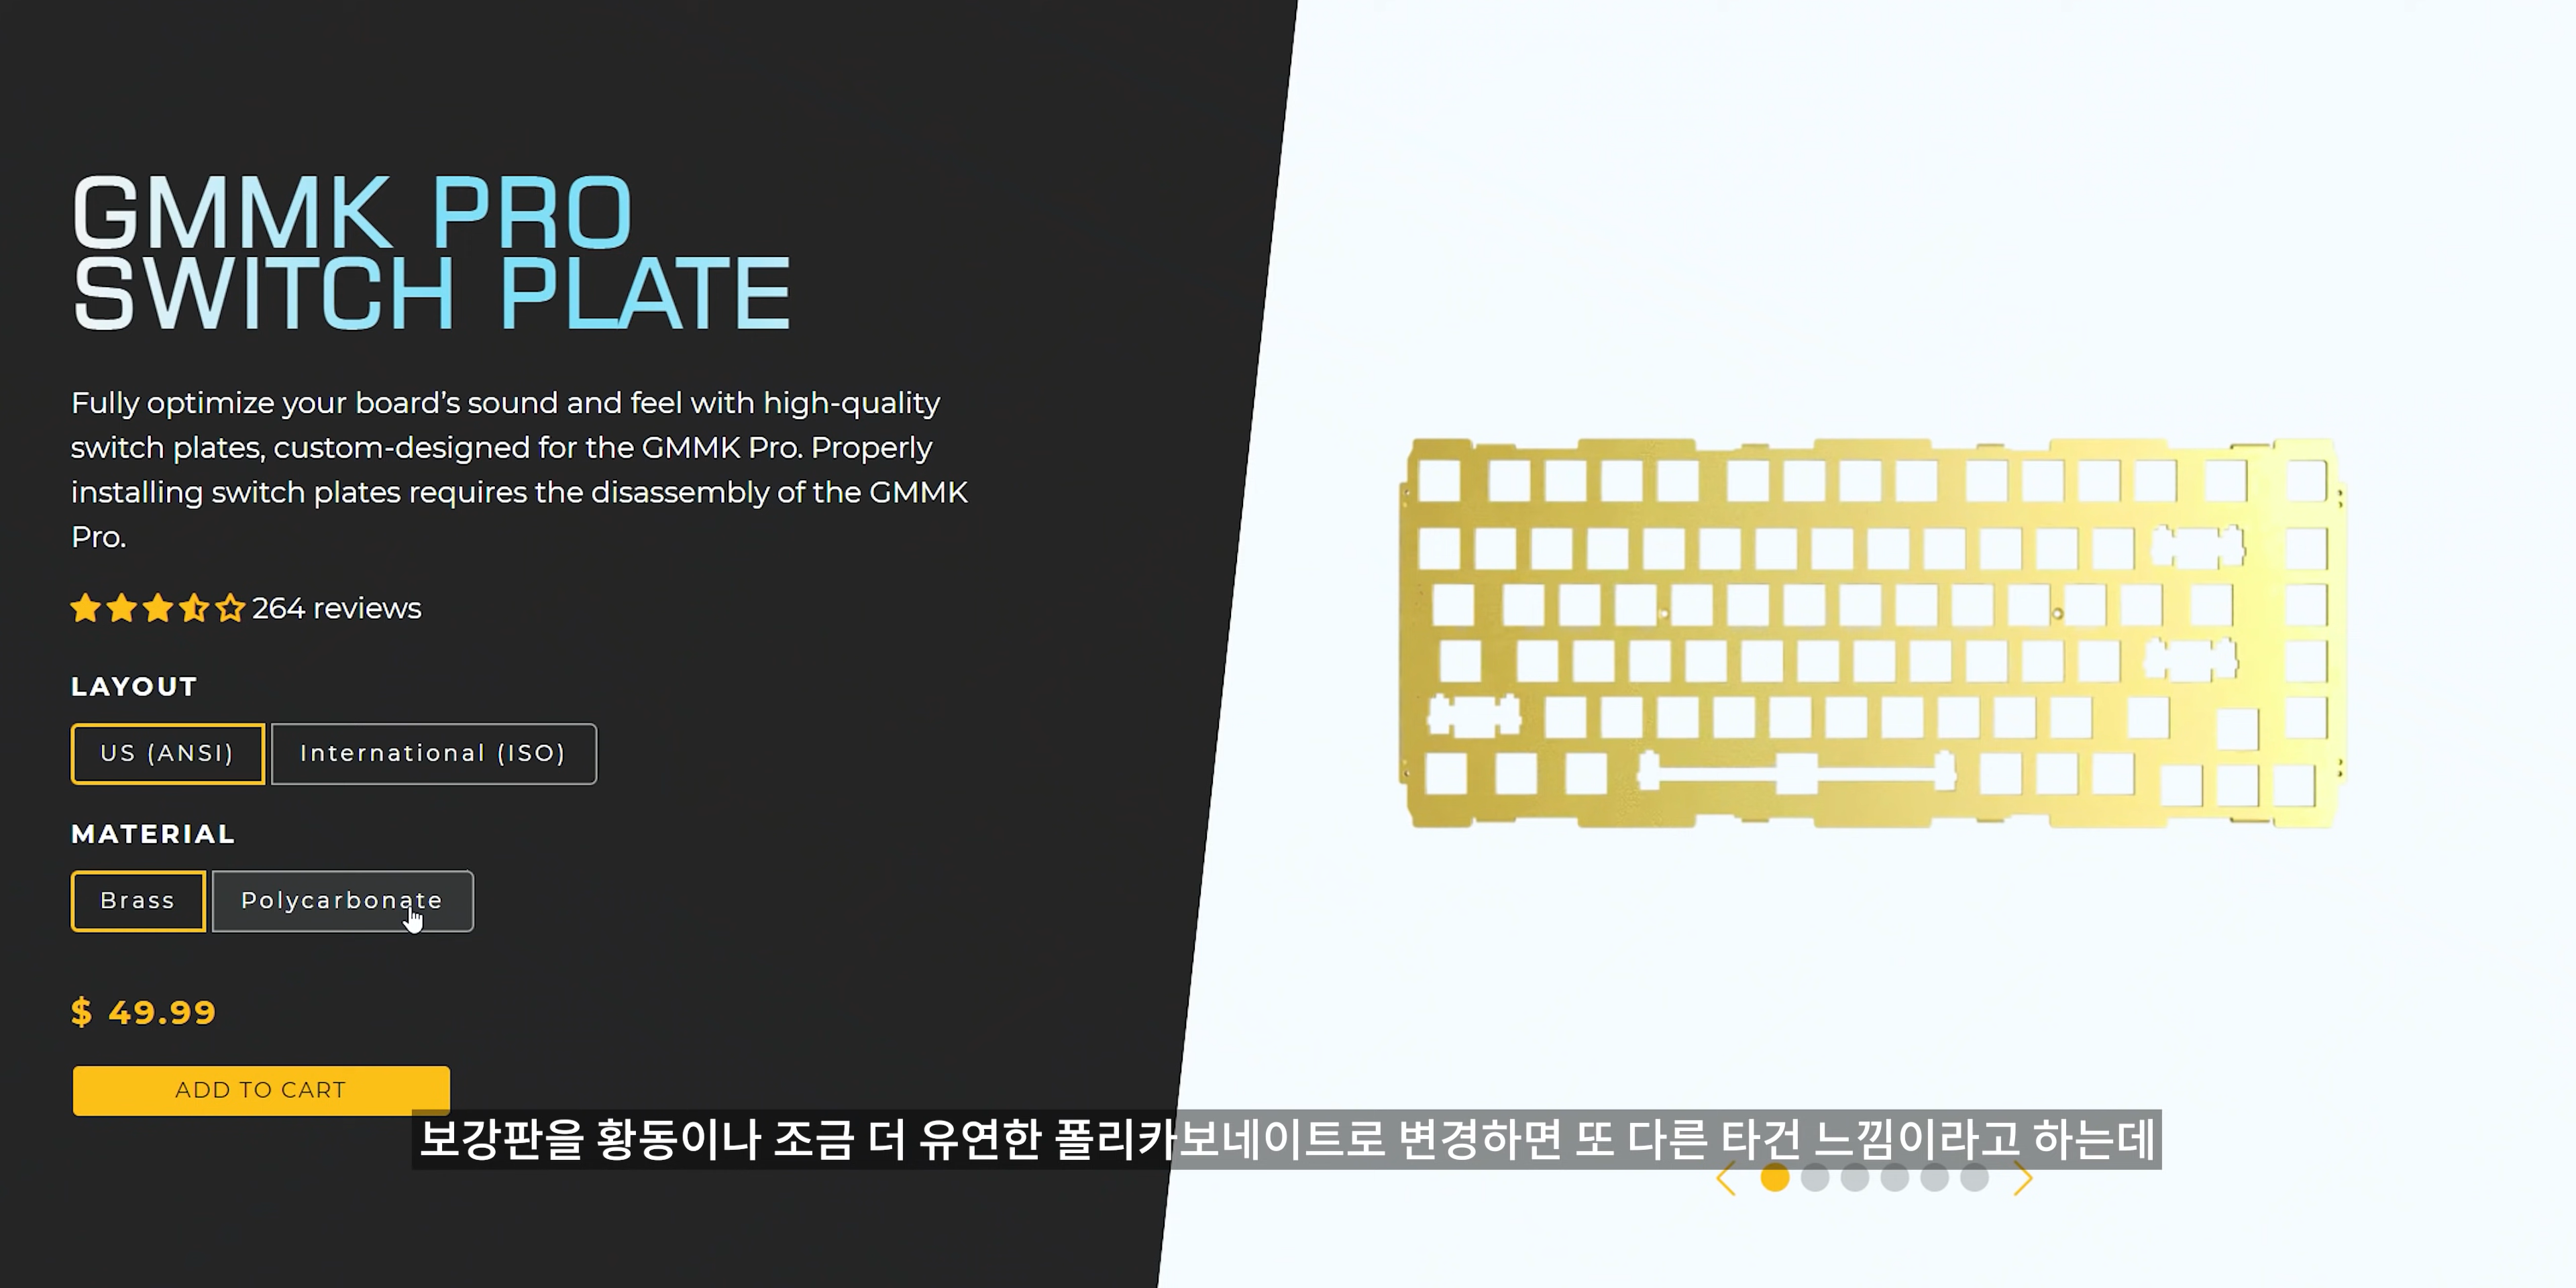 GMMK PRO
SWITCH PLATE
Fully optimize your board’s sound and feel with high-quality
switch plates, custom-designed for the GMMK Pro. Properly
installing switch plates requires the disassembly of the GMMK
Pro.
264 reviews
LAYOUT
US (ANSI) International (ISO)
MATERIAL
Brass Polycarbonate
$ 49.99
ADD TO CART
보강판을 황동이나 조금 더 유연한 폴리카보네이트로 변경하면 또 다른 타건 느낌이라고 하는데